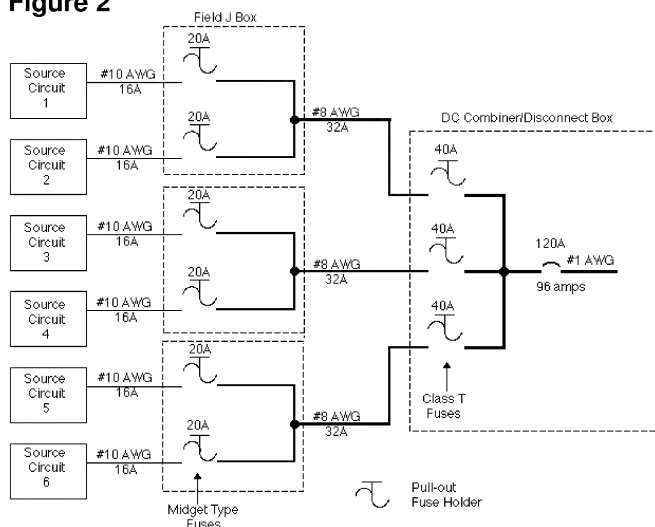 Figure 2
Field J Box
20A
Source
Circuit
1
#10 AWG
16A
20A
#8 AWG
32A
Source
Circuit
2
#10 AWG
16A
DC Combiner/Disconnect Box
40A
20A
Source
Circuit
3
#10 AWG
16A
40A
120A
#1 AWG
96 amps
20A
#8 AWG
32A
Source
Circuit
4
#10 AWG
16A
40A
20A
Source
Circuit
5
#10 AWG
16A
Class T
Fuses
20A
#8 AWG
32A
Source
Circuit
6
#10 AWG
16A
Pull-out
Fuse Holder
Midget Type
Fuses